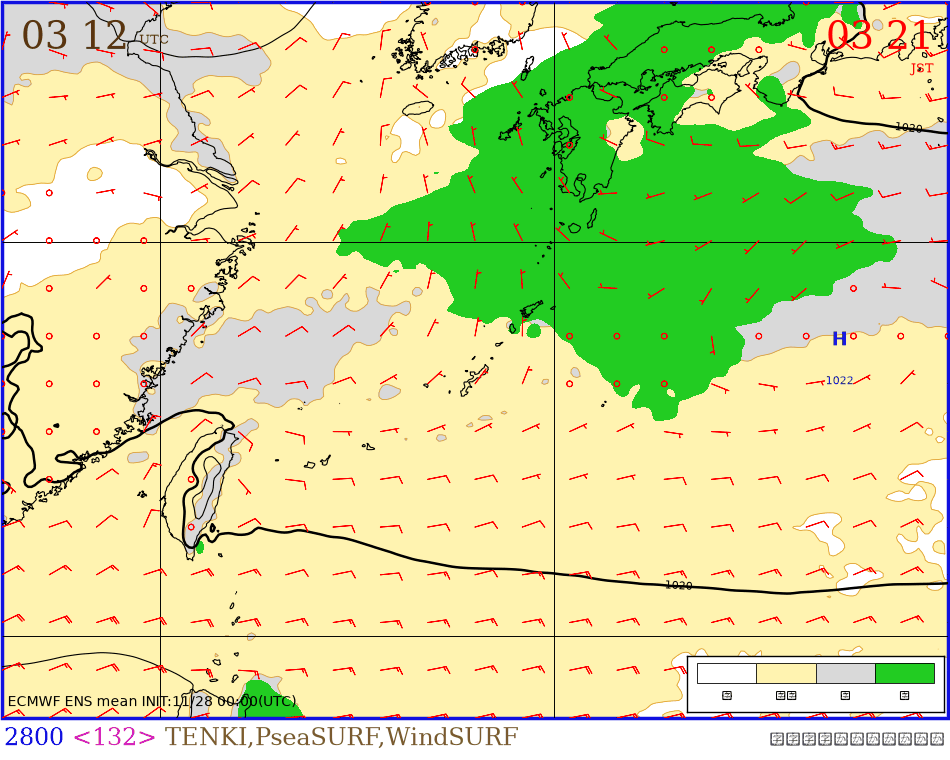 03 12 UTC
03 21
JST
1020
H
1022
1020
ECMWF ENS mean INIT:11/28 00:00(UTC)
2800 <132> TENKI,PseaSURF,WindSURF